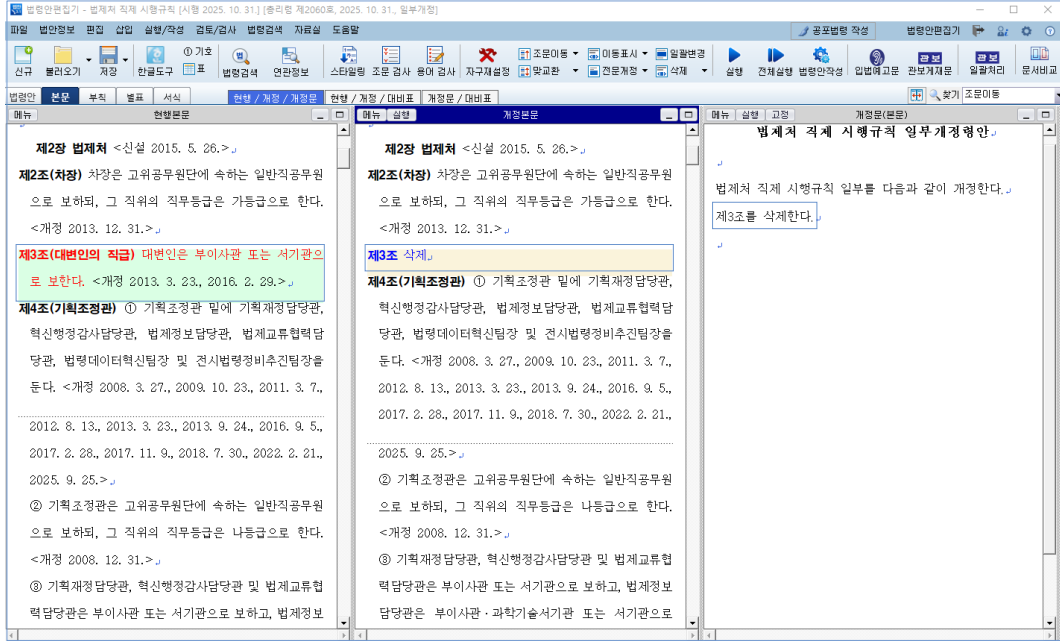 법령안편집기 - 법제처 직제 시행규칙 [시행 2025. 10. 31.] [총리령 제2060호, 2025. 10. 31., 일부개정]
파일 법안정보 편집 삽입 실행/작성 검토/검사 법령검색 자료실 도움말 공포법령 작성 법령안편집기
① 기호
표
조문이동 이동표시 일괄변경
맞교환 전문개정 삭제
신규 불러오기 저장 한글도구 법령검색 연관정보 스타일링 조문 검사 용어 검사 자구재설정 실행 전체실행 법령안작성 입법예고문 관보게재문 일괄처리 문서비교
관보 관보
법령안 본문 부칙 별표 서식 현행 / 개정 / 개정문 현행 / 개정 / 대비표 개정문 / 대비표 찾기 조문이동
메뉴 현행본문
제2장 법제처 <신설 2015. 5. 26.>
제2조(차장) 차장은 고위공무원단에 속하는 일반직공무원
으로 보하되, 그 직위의 직무등급은 가등급으로 한다.
<개정 2013. 12. 31.>
제3조(대변인의 직급) 대변인은 부이사관 또는 서기관으
로 보한다. <개정 2013. 3. 23., 2016. 2. 29.>
제4조(기획조정관) ① 기획조정관 밑에 기획재정담당관,
혁신행정감사담당관, 법제정보담당관, 법제교류협력담
당관, 법령데이터혁신팀장 및 전시법령정비추진팀장을
둔다. <개정 2008. 3. 27., 2009. 10. 23., 2011. 3. 7.,
2012. 8. 13., 2013. 3. 23., 2013. 9. 24., 2016. 9. 5.,
2017. 2. 28., 2017. 11. 9., 2018. 7. 30., 2022. 2. 21.,
2025. 9. 25.>
② 기획조정관은 고위공무원단에 속하는 일반직공무원
으로 보하되, 그 직위의 직무등급은 나등급으로 한다.
<개정 2008. 12. 31.>
③ 기획재정담당관, 혁신행정감사담당관 및 법제교류협
력담당관은 부이사관 또는 서기관으로 보하고, 법제정보
메뉴 실행 개정본문
제2장 법제처 <신설 2015. 5. 26.>
제2조(차장) 차장은 고위공무원단에 속하는 일반직공무원
으로 보하되, 그 직위의 직무등급은 가등급으로 한다.
<개정 2013. 12. 31.>
제3조 삭제
제4조(기획조정관) ① 기획조정관 밑에 기획재정담당관,
혁신행정감사담당관, 법제정보담당관, 법제교류협력담
당관, 법령데이터혁신팀장 및 전시법령정비추진팀장을
둔다. <개정 2008. 3. 27., 2009. 10. 23., 2011. 3. 7.,
2012. 8. 13., 2013. 3. 23., 2013. 9. 24., 2016. 9. 5.,
2017. 2. 28., 2017. 11. 9., 2018. 7. 30., 2022. 2. 21.,
2025. 9. 25.>
② 기획조정관은 고위공무원단에 속하는 일반직공무원
으로 보하되, 그 직위의 직무등급은 나등급으로 한다.
<개정 2008. 12. 31.>
③ 기획재정담당관, 혁신행정감사담당관 및 법제교류협
력담당관은 부이사관 또는 서기관으로 보하고, 법제정보
담당관은 부이사관·과학기술서기관 또는 서기관으로
메뉴 실행 고정 개정문(본문)
법제처 직제 시행규칙 일부개정령안
법제처 직제 시행규칙 일부를 다음과 같이 개정한다.
제3조를 삭제한다.